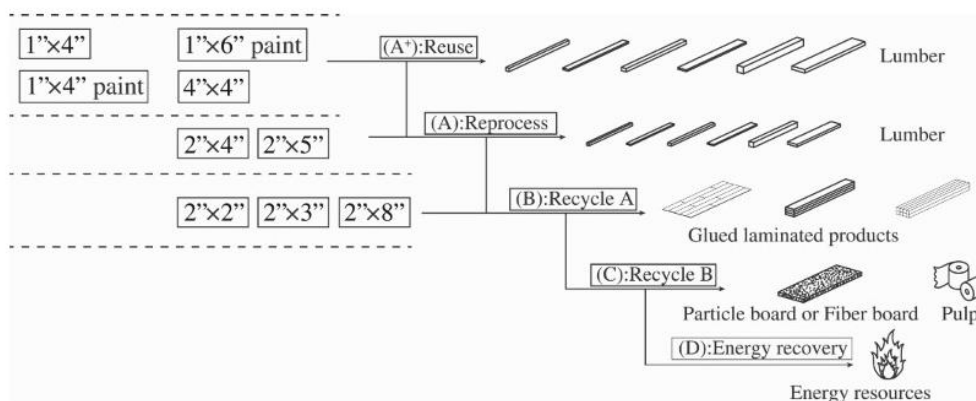 1”×4”
1”×6” paint
(A⁺):Reuse
Lumber
1”×4” paint
4”×4”
2”×4”
2”×5”
(A):Reprocess
Lumber
2”×2”
2”×3”
2”×8”
(B):Recycle A
Glued laminated products
(C):Recycle B
Particle board or Fiber board
Pulp
(D):Energy recovery
Energy resources